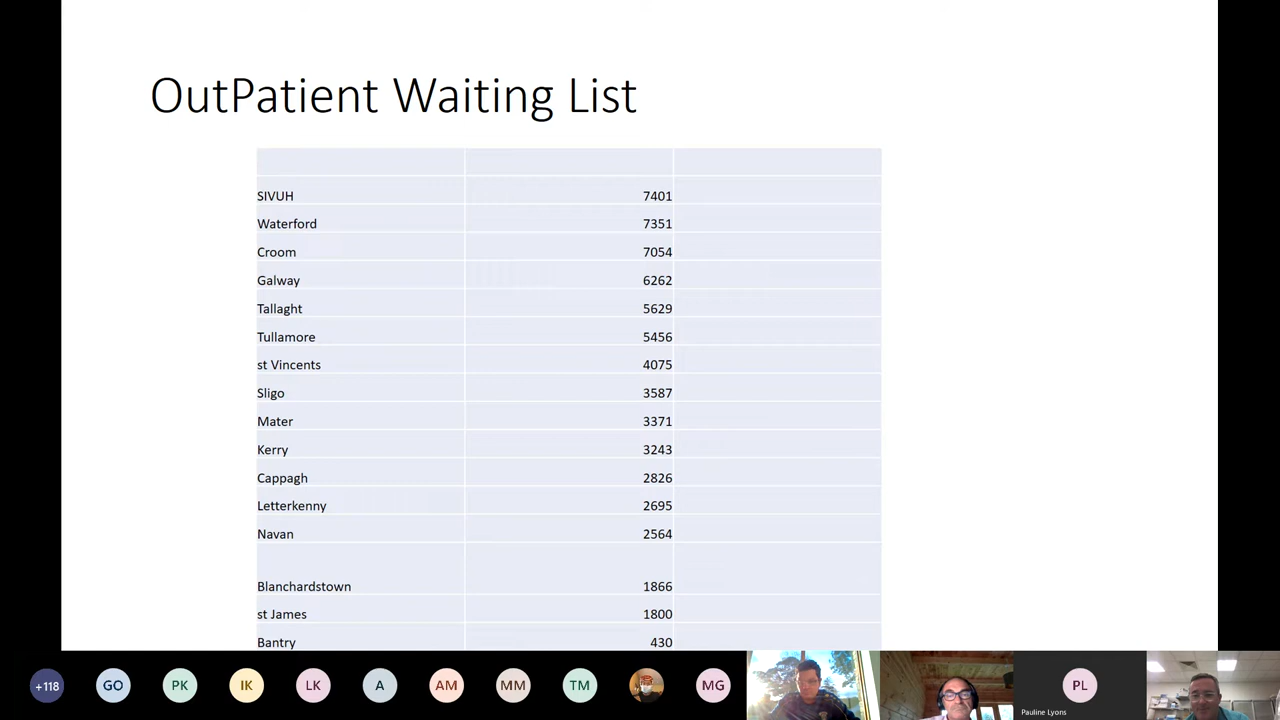 OutPatient Waiting List
SIVUH 7401
Waterford 7351
Croom 7054
Galway 6262
Tallaght 5629
Tullamore 5456
st Vincents 4075
Sligo 3587
Mater 3371
Kerry 3243
Cappagh 2826
Letterkenny 2695
Navan 2564
Blanchardstown 1866
st James 1800
Bantry 430
+118 GO PK IK LK A AM MM TM MG PL
Pauline Lyons